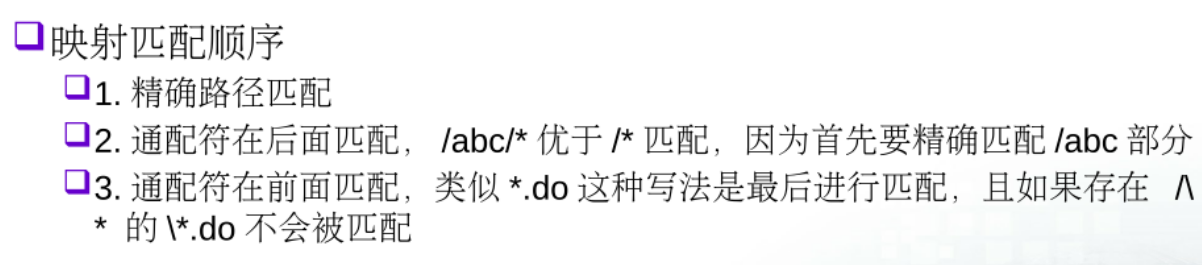 映射匹配顺序
1. 精确路径匹配
2. 通配符在后面匹配， /abc/* 优于 /* 匹配，因为首先要精确匹配 /abc 部分
3. 通配符在前面匹配，类似 *.do 这种写法是最后进行匹配，且如果存在 /\
* 的 \*.do 不会被匹配